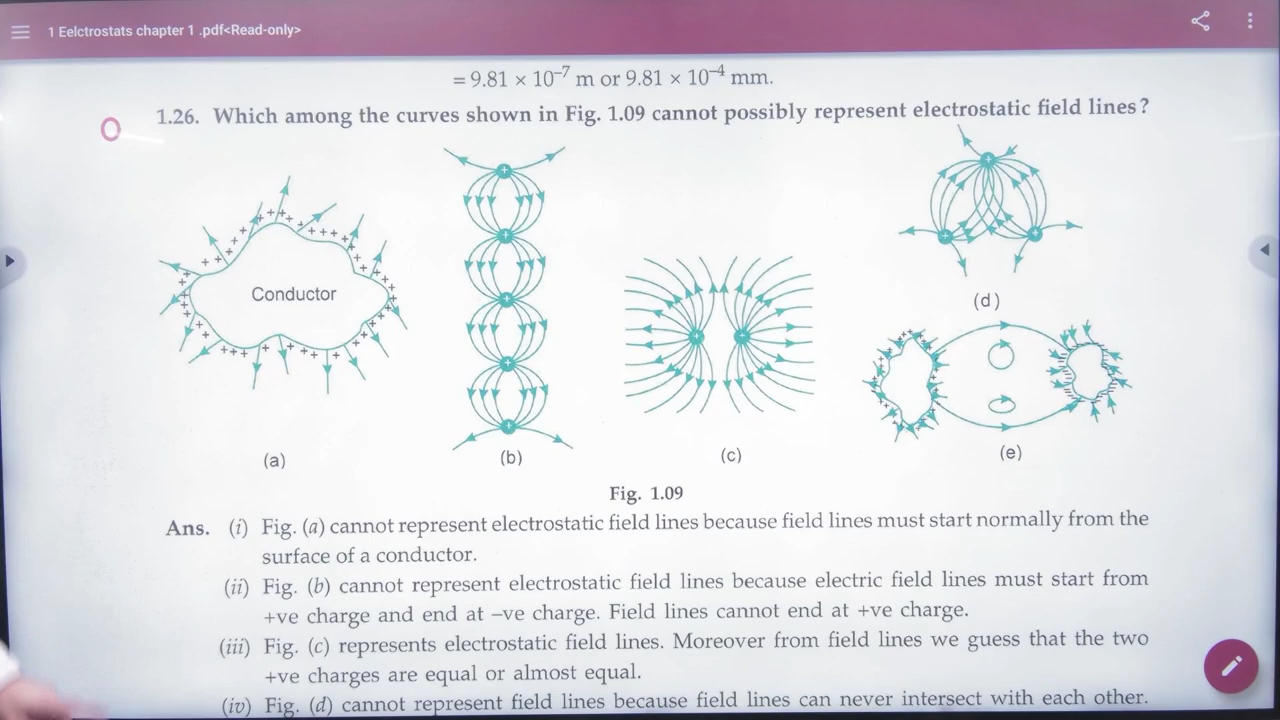 1 Eelctrostats chapter 1 .pdf<Read-only>
= 9.81 × 10⁻⁷ m or 9.81 × 10⁻⁴ mm.
1.26. Which among the curves shown in Fig. 1.09 cannot possibly represent electrostatic field lines?
Conductor
(a)
(b)
(c)
(d)
(e)
Fig. 1.09
Ans. (i) Fig. (a) cannot represent electrostatic field lines because field lines must start normally from the
surface of a conductor.
(ii) Fig. (b) cannot represent electrostatic field lines because electric field lines must start from
+ve charge and end at –ve charge. Field lines cannot end at +ve charge.
(iii) Fig. (c) represents electrostatic field lines. Moreover from field lines we guess that the two
+ve charges are equal or almost equal.
(iv) Fig. (d) cannot represent field lines because field lines can never intersect with each other.